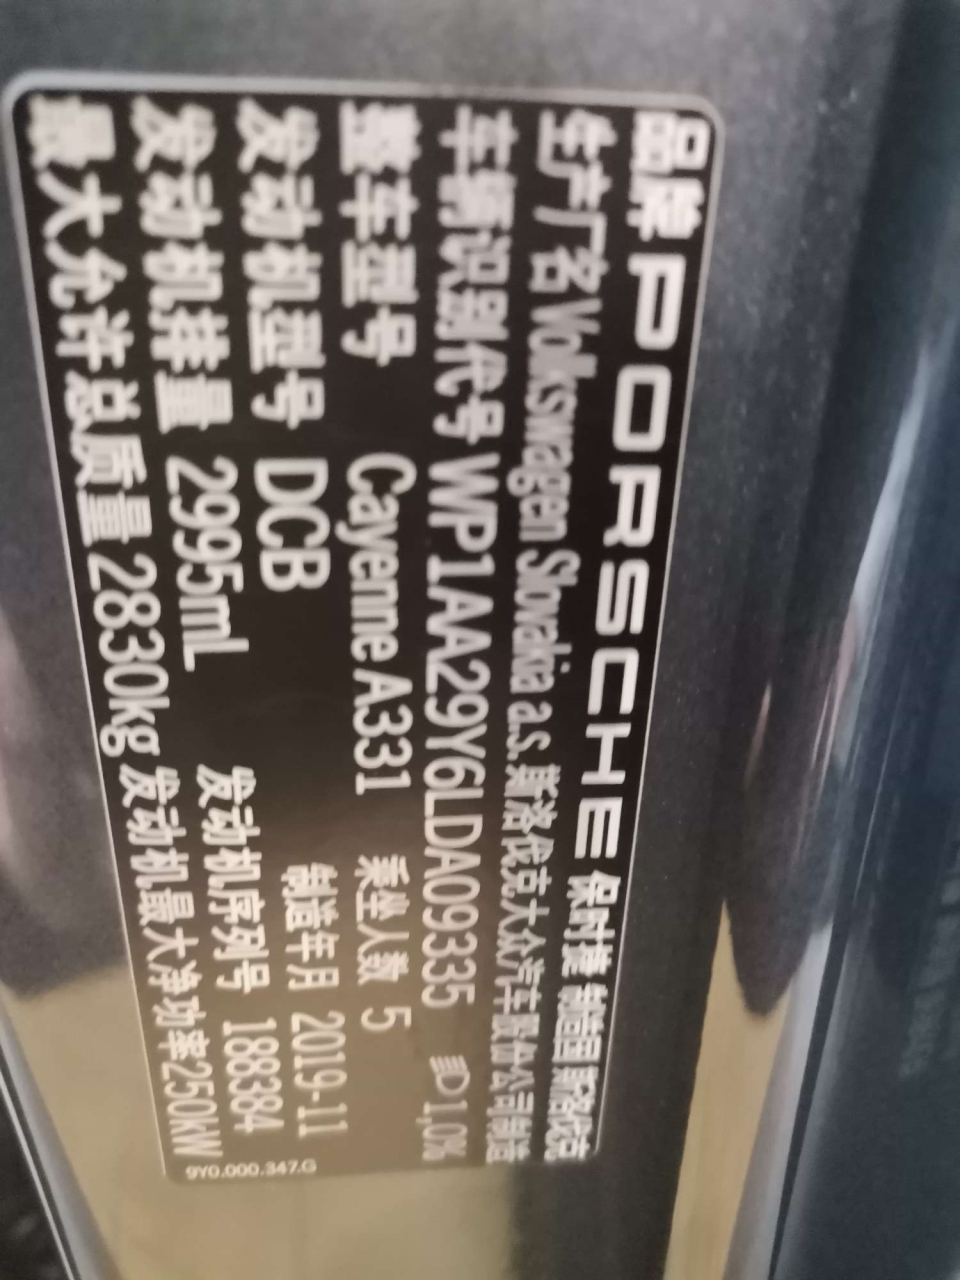 品牌 PORSCHE 保时捷 制造国 斯洛伐克
生产厂名 Volkswagen Slovakia a.s. 斯洛伐克大众汽车股份公司制造
车辆识别代号 WP1AA29Y6LDA09335 1,0%
整车型号 Cayenne A331 乘坐人数 5
发动机型号 DCB 制造年月 2019-11
发动机排量 2995mL 发动机序列号 188384
最大允许总质量 2830kg 发动机最大净功率250kW
9Y0.000.347.G